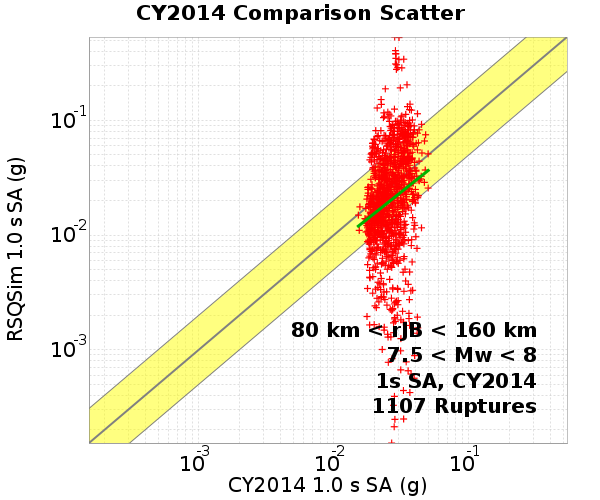 CY2014 Comparison Scatter
RSQSim 1.0 s SA (g)
10-1
10-2
10-3
80 km < rJB < 160 km
7.5 < Mw < 8
1s SA, CY2014
1107 Ruptures
10-3 10-2 10-1
CY2014 1.0 s SA (g)